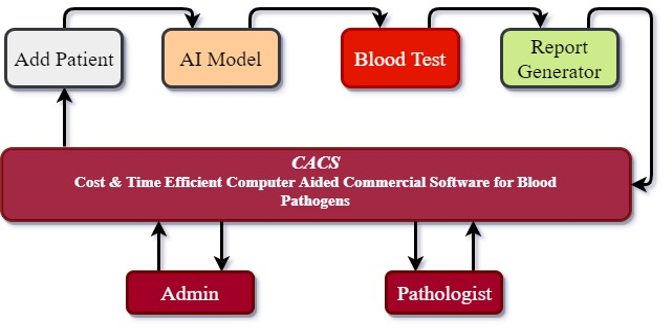 Add Patient
AI Model
Blood Test
Report
Generator
CACS
Cost & Time Efficient Computer Aided Commercial Software for Blood
Pathogens
Admin
Pathologist